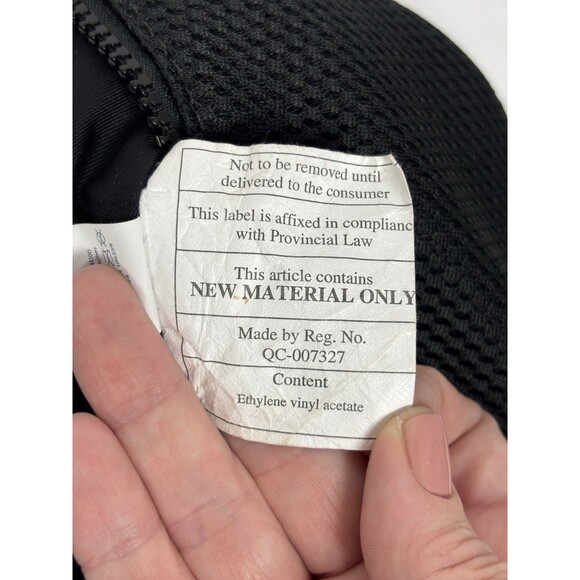 Not to be removed until
delivered to the consumer
This label is affixed in complianc
with Provincial Law
This article contains
NEW MATERIAL ONLY
Made by Reg. No.
QC-007327
Content
Ethylene vinyl acetate